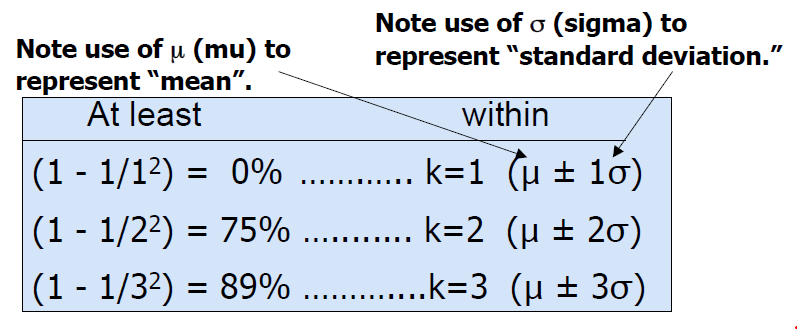 Note use of σ (sigma) to
represent “standard deviation.”
Note use of μ (mu) to
represent “mean”.
At least within
(1 - 1/1²) = 0% ............ k=1 (μ ± 1σ)
(1 - 1/2²) = 75% ........... k=2 (μ ± 2σ)
(1 - 1/3²) = 89% .............k=3 (μ ± 3σ)